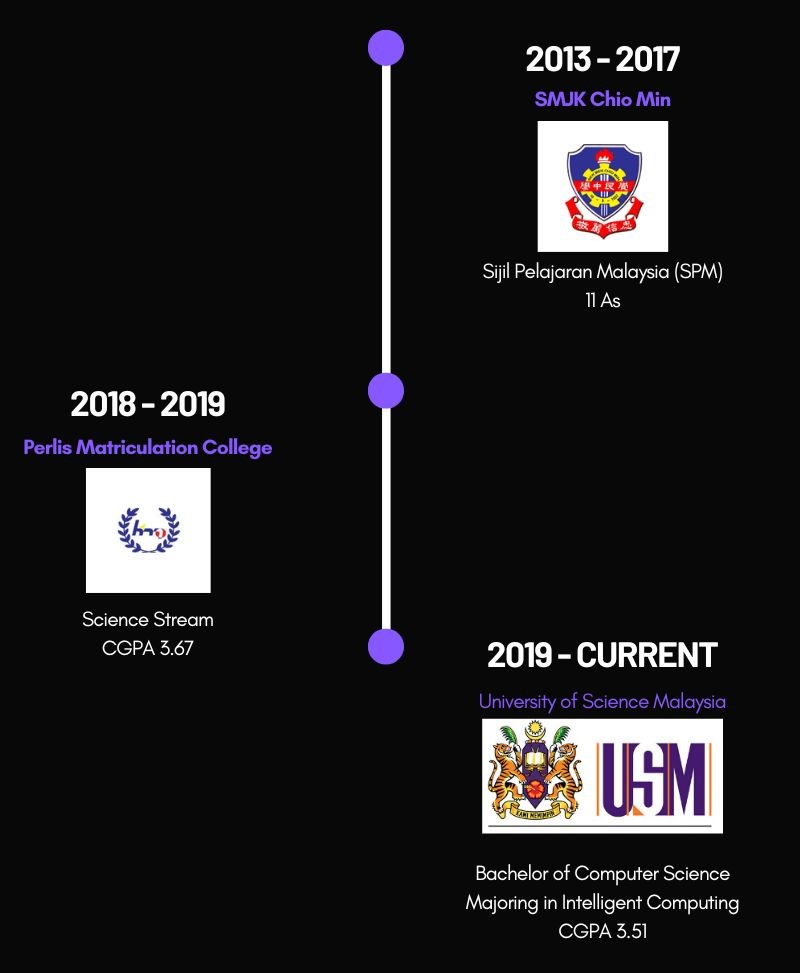 2013 - 2017
SMJK Chio Min
Sijil Pelajaran Malaysia (SPM)
11 As
2018 - 2019
Perlis Matriculation College
Science Stream
CGPA 3.67
2019 - CURRENT
University of Science Malaysia
KAMI MEMIMPIN
USM
Bachelor of Computer Science
Majoring in Intelligent Computing
CGPA 3.51